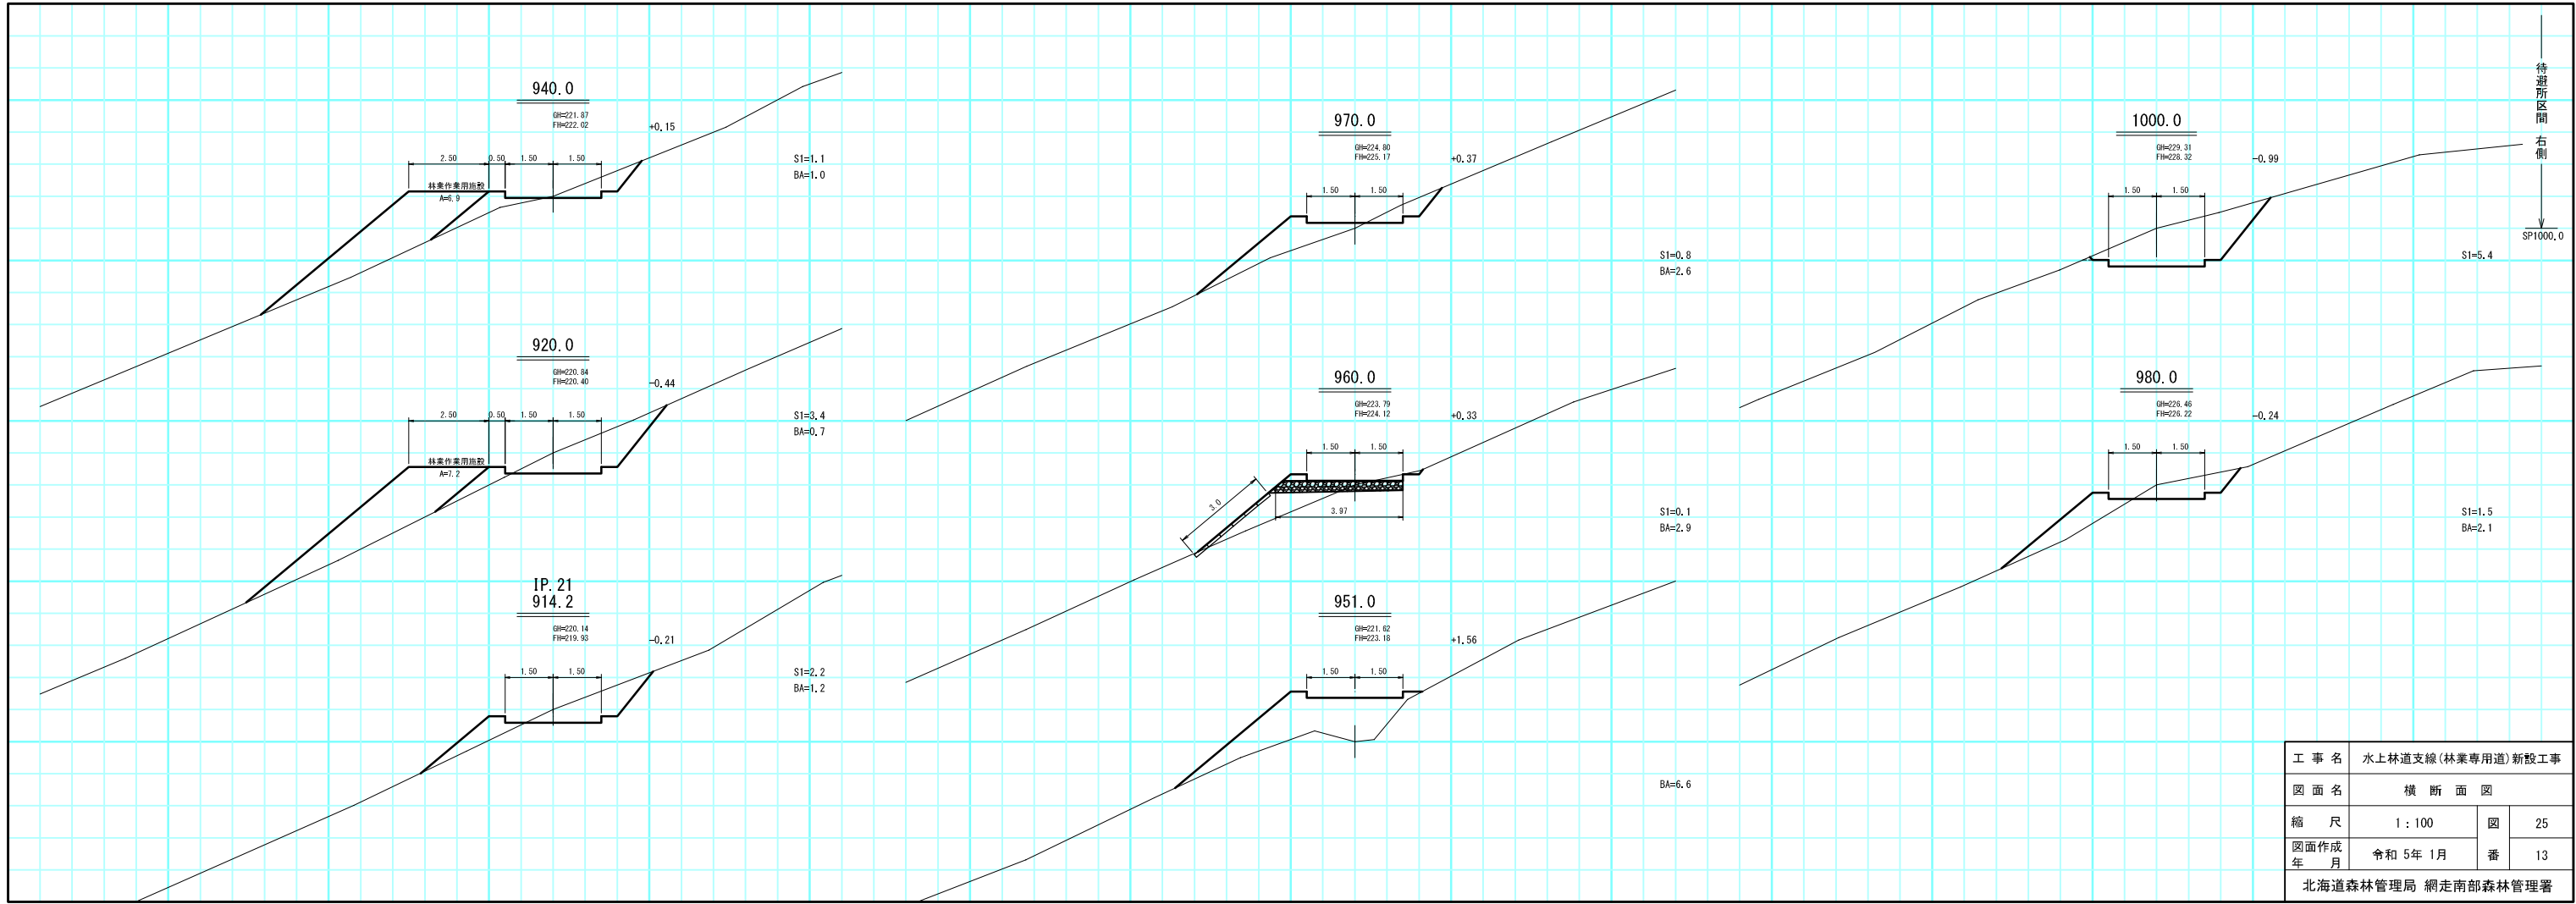 940.0
GH=221.87
FH=222.02
+0.15
2.50 0.50 1.50 1.50
林業作業用施設
A=6.9
S1=1.1
BA=1.0
920.0
GH=220.84
FH=220.40
-0.44
2.50 0.50 1.50 1.50
林業作業用施設
A=7.2
S1=3.4
BA=0.7
IP.21
914.2
GH=220.14
FH=219.93
-0.21
1.50 1.50
S1=2.2
BA=1.2
970.0
GH=224.80
FH=225.17
+0.37
1.50 1.50
S1=0.8
BA=2.6
960.0
GH=223.79
FH=224.12
+0.33
1.50 1.50
3.0
3.97
S1=0.1
BA=2.9
951.0
GH=221.62
FH=223.18
+1.56
1.50 1.50
BA=6.6
1000.0
GH=229.31
FH=228.32
-0.99
1.50 1.50
S1=5.4
980.0
GH=226.46
FH=226.22
-0.24
1.50 1.50
S1=1.5
BA=2.1
待避所区間 右側
SP1000.0
工事名 水上林道支線(林業専用道)新設工事
図面名 横断面図
縮尺 1:100 図 25
図面作成
年月 令和 5年 1月 番 13
北海道森林管理局 網走南部森林管理署